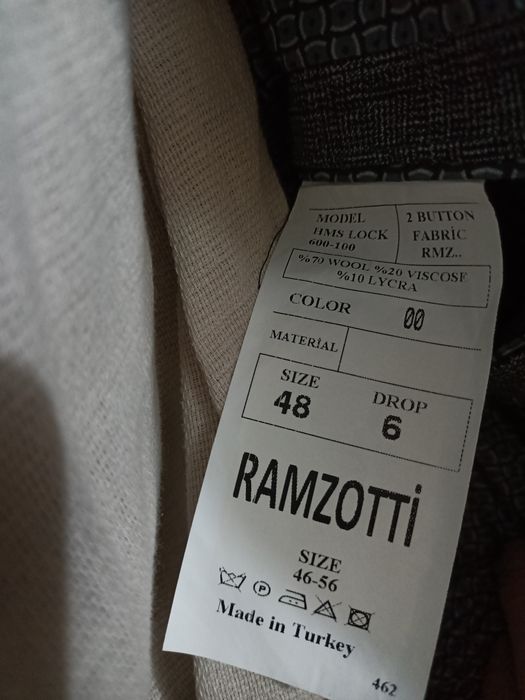 MODEL
HMS LOCK
600-100
2 BUTTON
FABRİC
RMZ..
%70 WOOL %20 VISCOSE
%10 LYCRA
COLOR 00
MATERİAL
SIZE
48
DROP
6
RAMZOTTİ
SIZE
46-56
P
Made in Turkey
462